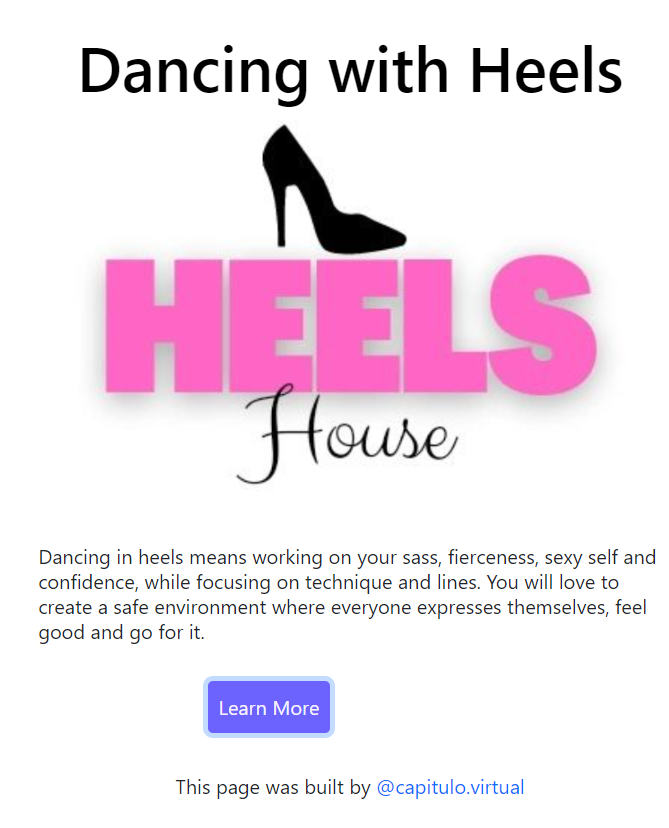 Dancing with Heels
HEELS
House
Dancing in heels means working on your sass, fierceness, sexy self and
confidence, while focusing on technique and lines. You will love to
create a safe environment where everyone expresses themselves, feel
good and go for it.
Learn More
This page was built by @capitulo.virtual